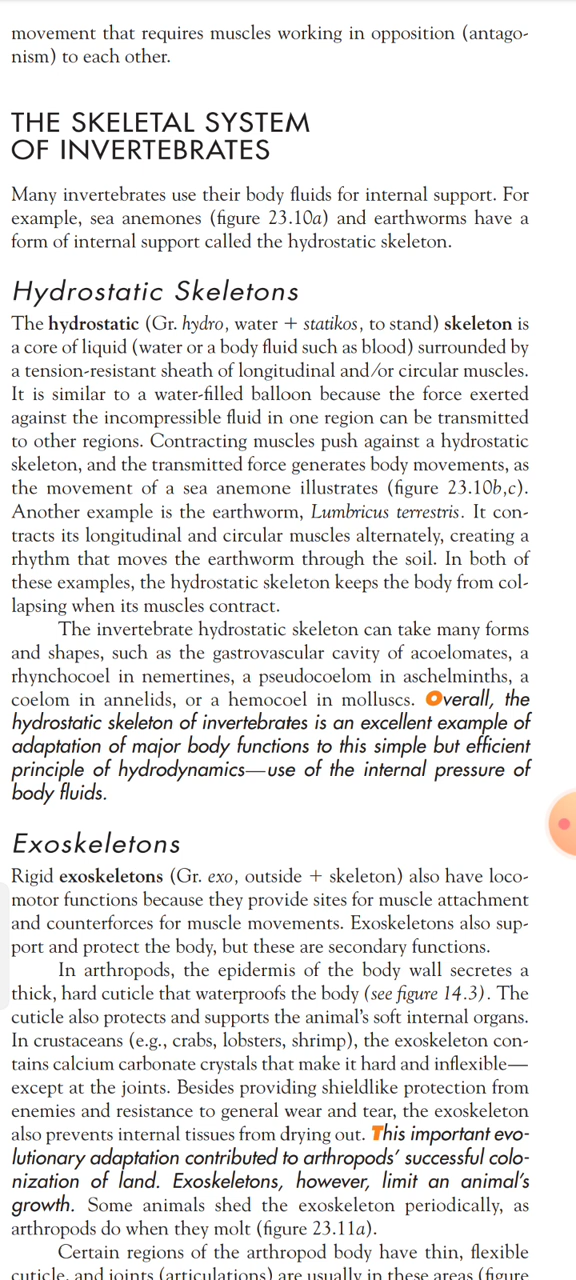 movement that requires muscles working in opposition (antago-
nism) to each other.
THE SKELETAL SYSTEM
OF INVERTEBRATES
Many invertebrates use their body fluids for internal support. For
example, sea anemones (figure 23.10a) and earthworms have a
form of internal support called the hydrostatic skeleton.
Hydrostatic Skeletons
The hydrostatic (Gr. hydro, water + statikos, to stand) skeleton is
a core of liquid (water or a body fluid such as blood) surrounded by
a tension-resistant sheath of longitudinal and/or circular muscles.
It is similar to a water-filled balloon because the force exerted
against the incompressible fluid in one region can be transmitted
to other regions. Contracting muscles push against a hydrostatic
skeleton, and the transmitted force generates body movements, as
the movement of a sea anemone illustrates (figure 23.10b,c).
Another example is the earthworm, Lumbricus terrestris. It con-
tracts its longitudinal and circular muscles alternately, creating a
rhythm that moves the earthworm through the soil. In both of
these examples, the hydrostatic skeleton keeps the body from col-
lapsing when its muscles contract.
The invertebrate hydrostatic skeleton can take many forms
and shapes, such as the gastrovascular cavity of acoelomates, a
rhynchocoel in nemertines, a pseudocoelom in aschelminths, a
coelom in annelids, or a hemocoel in molluscs. Overall, the
hydrostatic skeleton of invertebrates is an excellent example of
adaptation of major body functions to this simple but efficient
principle of hydrodynamics—use of the internal pressure of
body fluids.
Exoskeletons
Rigid exoskeletons (Gr. exo, outside + skeleton) also have loco-
motor functions because they provide sites for muscle attachment
and counterforces for muscle movements. Exoskeletons also sup-
port and protect the body, but these are secondary functions.
In arthropods, the epidermis of the body wall secretes a
thick, hard cuticle that waterproofs the body (see figure 14.3). The
cuticle also protects and supports the animal's soft internal organs.
In crustaceans (e.g., crabs, lobsters, shrimp), the exoskeleton con-
tains calcium carbonate crystals that make it hard and inflexible—
except at the joints. Besides providing shieldlike protection from
enemies and resistance to general wear and tear, the exoskeleton
also prevents internal tissues from drying out. This important evo-
lutionary adaptation contributed to arthropods' successful colo-
nization of land. Exoskeletons, however, limit an animal's
growth. Some animals shed the exoskeleton periodically, as
arthropods do when they molt (figure 23.11a).
Certain regions of the arthropod body have thin, flexible
cuticle, and joints (articulations) are usually in these areas (figure